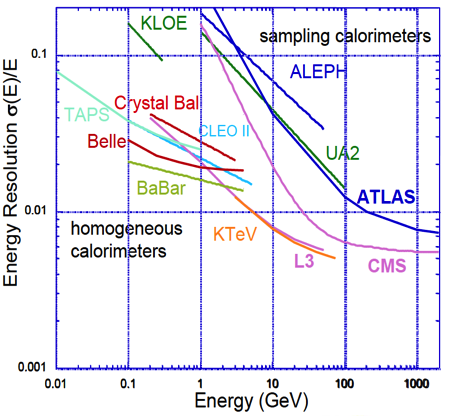 KLOE
sampling calorimeters
0.1
ALEPH
TAPS
Crystal Bal
CLEO II
Belle
UA2
BaBar
ATLAS
0.01
homogeneous
calorimeters
KTeV
L3
CMS
0.001
0.01 0.1 1 10 100 1000
Energy (GeV)
Energy Resolution σ(E)/E